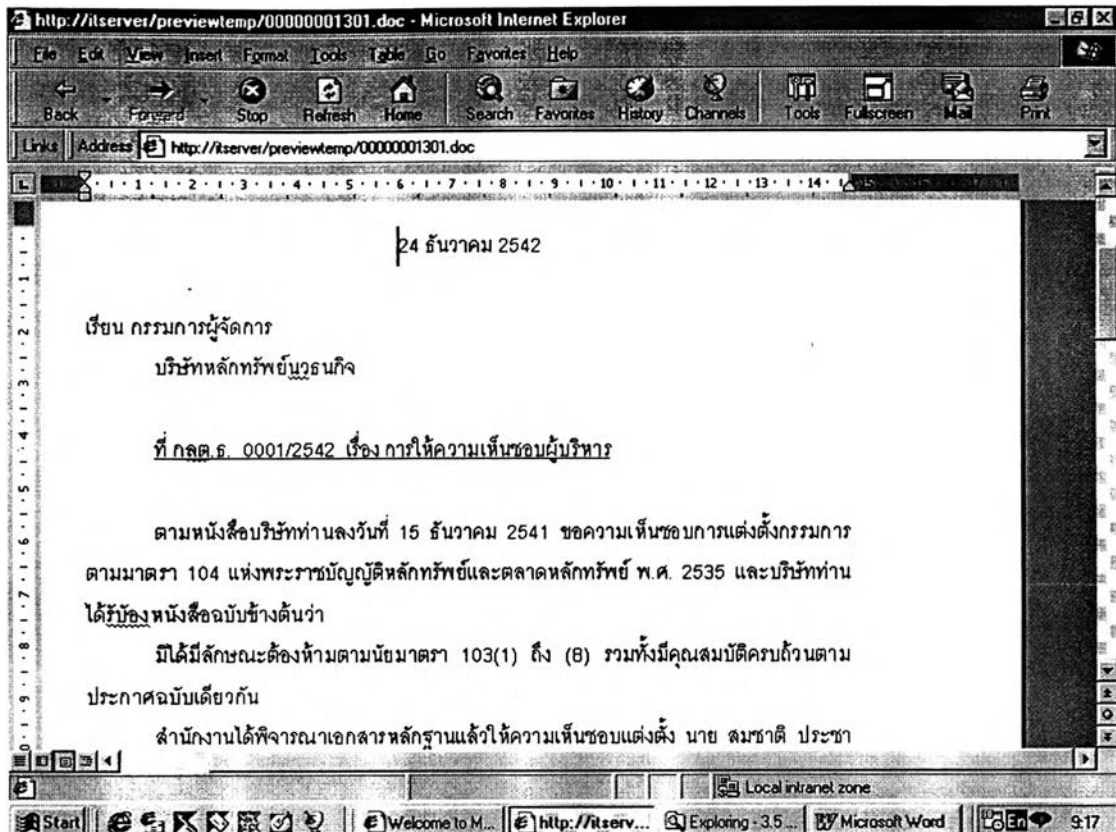 http://itserver/previewtemp/00000001301.doc - Microsoft Internet Explorer
File Edit View Insert Format Tools Table Go Favorites Help
Back Forward Stop Refresh Home Search Favorites History Channels Tools Fullscreen Mail Print
Links Address http://itserver/previewtemp/00000001301.doc
1 2 3 4 5 6 7 8 9 10 11 12 13 14
24 ธันวาคม 2542
เรียน กรรมการผู้จัดการ
บริษัทหลักทรัพย์นวธนกิจ
ที่ กลต.ธ. 0001/2542 เรื่อง การให้ความเห็นชอบผู้บริหาร
ตามหนังสือบริษัทท่านลงวันที่ 15 ธันวาคม 2541 ขอความเห็นชอบการแต่งตั้งกรรมการ
ตามมาตรา 104 แห่งพระราชบัญญัติหลักทรัพย์และตลาดหลักทรัพย์ พ.ศ. 2535 และบริษัทท่าน
ได้รับัองหนังสือฉบับข้างต้นว่า
มิได้มีลักษณะต้องห้ามตามนัยมาตรา 103(1) ถึง (8) รวมทั้งมีคุณสมบัติครบถ้วนตาม
ประกาศฉบับเดียวกัน
สำนักงานได้พิจารณาเอกสารหลักฐานแล้วให้ความเห็นชอบแต่งตั้ง นาย สมชาติ ประชา
Local intranet zone
Start Welcome to M... http://itserv... Exploring - 3.5 ... Microsoft Word En 9:17